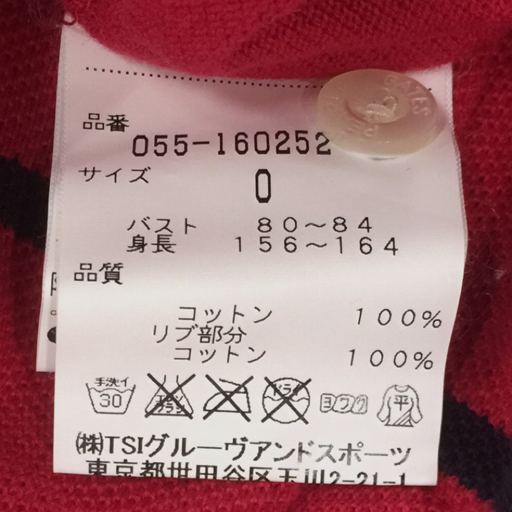 品番
055-160252
サイズ
0
バスト 80～84
身長 156～164
品質
コットン 100%
リブ部分
コットン 100%
手洗イ
30
ヨワク
平
㈱TSIグルーヴアンドスポーツ
東京都世田谷区玉川2-21-1